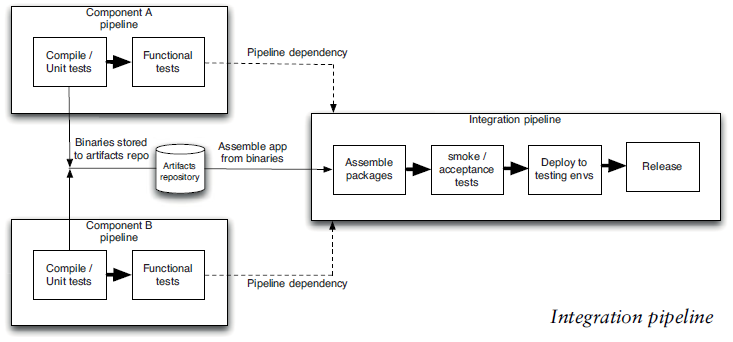 Component A
pipeline
Compile /
Unit tests
Functional
tests
Pipeline dependency
Integration pipeline
Binaries stored
to artifacts repo
Artifacts
repository
Assemble app
from binaries
Assemble
packages
smoke /
acceptance
tests
Deploy to
testing envs
Release
Component B
pipeline
Compile /
Unit tests
Functional
tests
Pipeline dependency
Integration pipeline